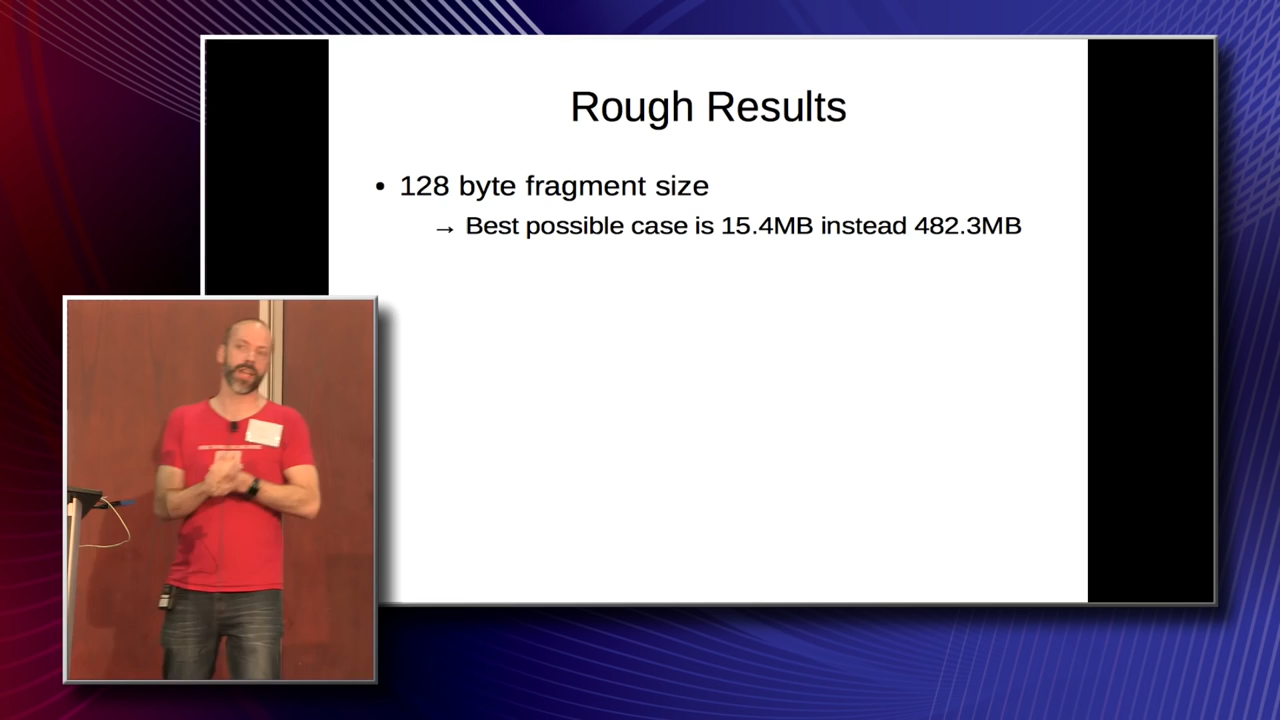 Rough Results
• 128 byte fragment size
→ Best possible case is 15.4MB instead 482.3MB